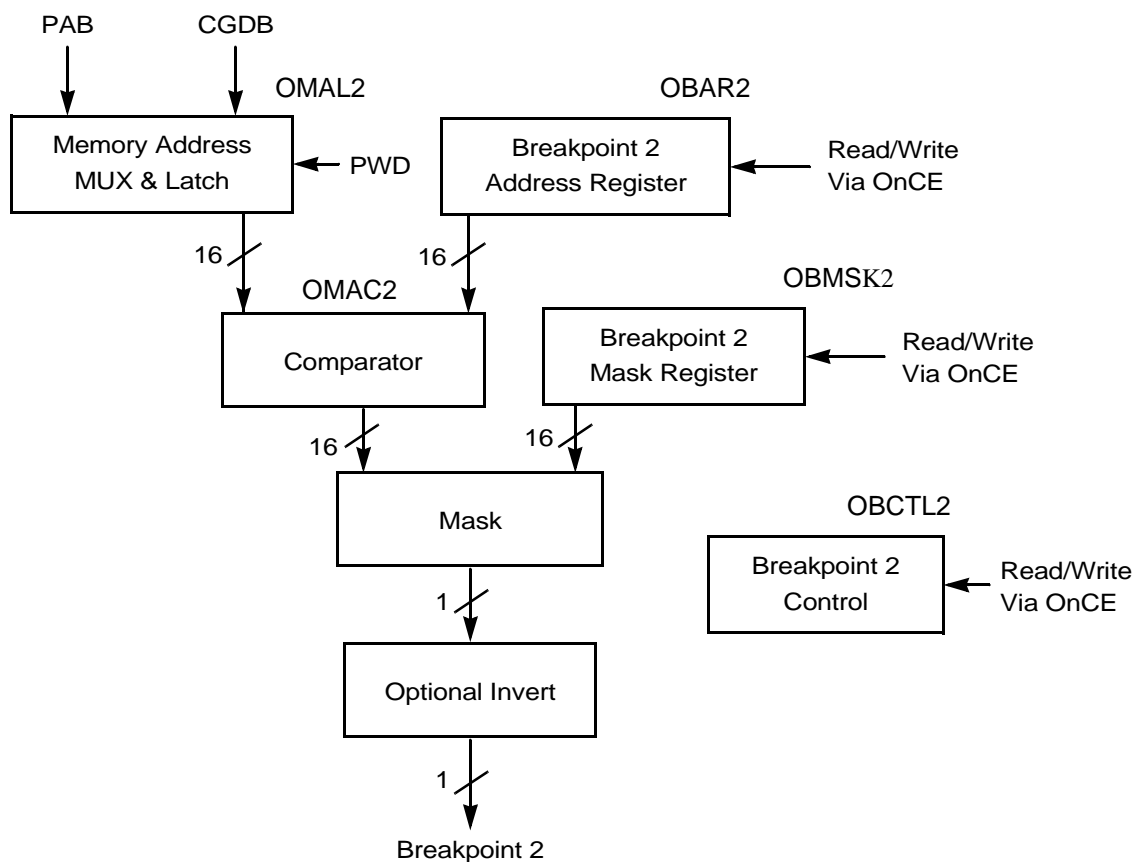 PAB
CGDB
OMAL2
OBAR2
Memory Address
MUX & Latch
PWD
Breakpoint 2
Address Register
Read/Write
Via OnCE
16
16
OMAC2
OBMSK2
Comparator
Breakpoint 2
Mask Register
Read/Write
Via OnCE
16
16
Mask
OBCTL2
Breakpoint 2
Control
Read/Write
Via OnCE
1
Optional Invert
1
Breakpoint 2